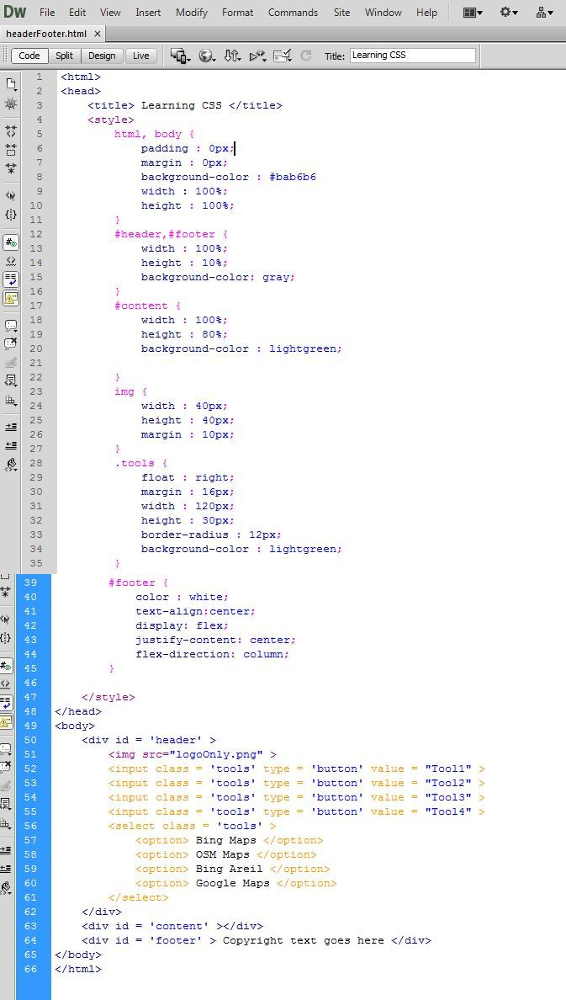 Dw File Edit View Insert Modify Format Commands Site Window Help
headerFooter.html ×
Code Split Design Live Title: Learning CSS
1 <html>
2 <head>
3 <title> Learning CSS </title>
4 <style>
5 html, body {
6 padding : 0px;
7 margin : 0px;
8 background-color : #bab6b6
9 width : 100%;
10 height : 100%;
11 }
12 #header,#footer {
13 width : 100%;
14 height : 10%;
15 background-color: gray;
16 }
17 #content {
18 width : 100%;
19 height : 80%;
20 background-color : lightgreen;
21
22 }
23 img {
24 width : 40px;
25 height : 40px;
26 margin : 10px;
27 }
28 .tools {
29 float : right;
30 margin : 16px;
31 width : 120px;
32 height : 30px;
33 border-radius : 12px;
34 background-color : lightgreen;
35 }
39 #footer {
40 color : white;
41 text-align:center;
42 display: flex;
43 justify-content: center;
44 flex-direction: column;
45 }
46
47 </style>
48 </head>
49 <body>
50 <div id = 'header' >
51 <img src="logoOnly.png" >
52 <input class = 'tools' type = 'button' value = "Tool1" >
53 <input class = 'tools' type = 'button' value = "Tool2" >
54 <input class = 'tools' type = 'button' value = "Tool3" >
55 <input class = 'tools' type = 'button' value = "Tool4" >
56 <select class = 'tools' >
57 <option> Bing Maps </option>
58 <option> OSM Maps </option>
59 <option> Bing Areil </option>
60 <option> Google Maps </option>
61 </select>
62 </div>
63 <div id = 'content' ></div>
64 <div id = 'footer' > Copyright text goes here </div>
65 </body>
66 </html>